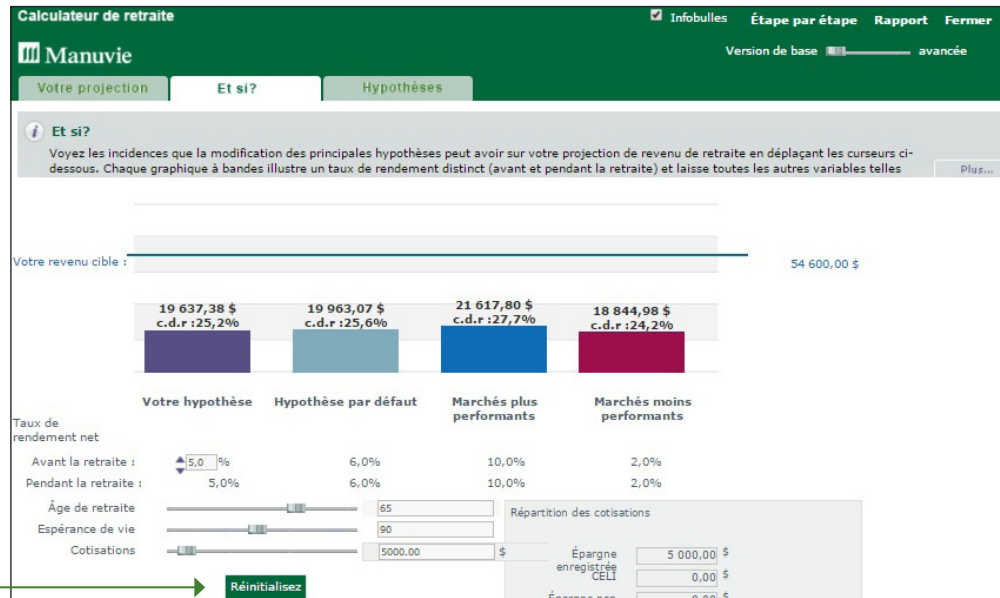 Calculateur de retraite
Infobulles Étape par étape Rapport Fermer
Manuvie
Version de base avancée
Votre projection Et si? Hypothèses
i Et si?
Voyez les incidences que la modification des principales hypothèses peut avoir sur votre projection de revenu de retraite en déplaçant les curseurs ci-
dessous. Chaque graphique à bandes illustre un taux de rendement distinct (avant et pendant la retraite) et laisse toutes les autres variables telles
Plus...
Votre revenu cible : 54 600,00 $
19 637,38 $ 19 963,07 $ 21 617,80 $ 18 844,98 $
c.d.r :25,2% c.d.r :25,6% c.d.r :27,7% c.d.r :24,2%
Votre hypothèse Hypothèse par défaut Marchés plus performants Marchés moins performants
Taux de
rendement net
Avant la retraite : 5,0 % 6,0% 10,0% 2,0%
Pendant la retraite : 5,0% 6,0% 10,0% 2,0%
Âge de retraite 65
Répartition des cotisations
Espérance de vie 90
Cotisations 5000.00 $
Épargne
enregistrée 5 000,00 $
CELI 0,00 $
Réinitialisez